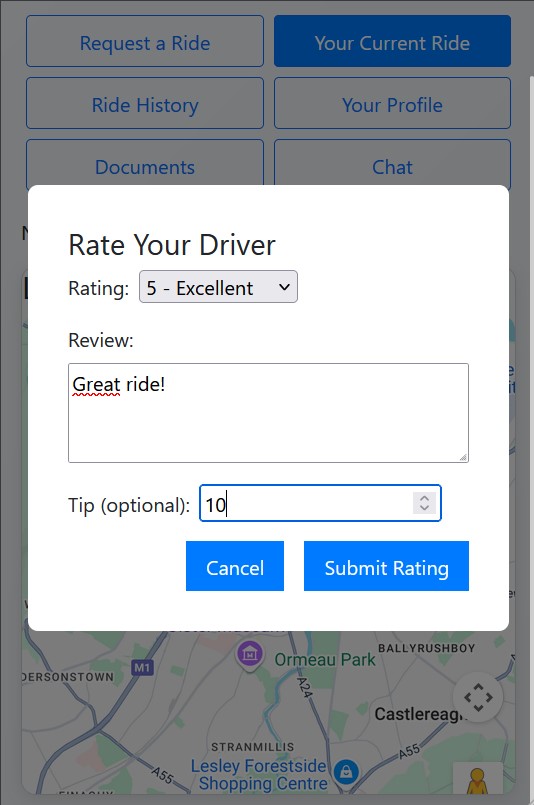 Request a Ride
Your Current Ride
Ride History
Your Profile
Documents
Chat
Rate Your Driver
Rating: 5 - Excellent
Review:
Great ride!
Tip (optional): 10
Cancel
Submit Rating
Ormeau Park
BALLYRUSHBOY
M1
A24
STRANMILLIS
Lesley Forestside
Shopping Centre
A55
A55